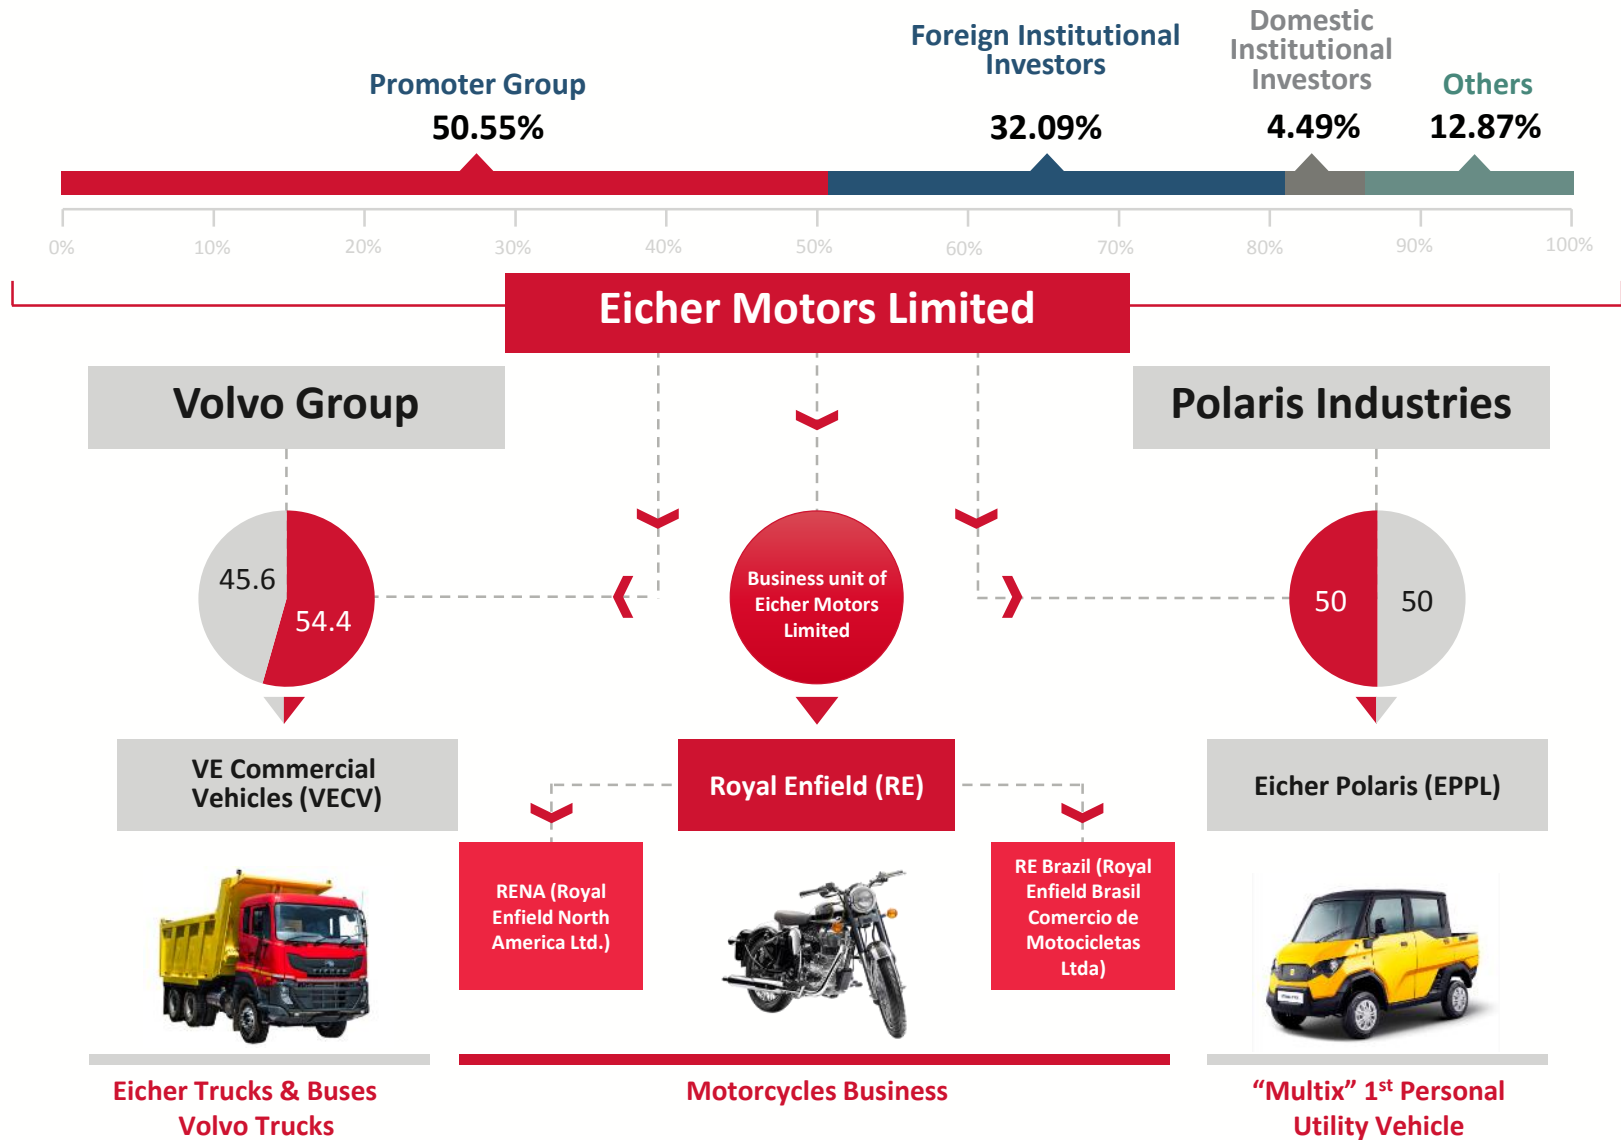 Promoter Group
50.55%
Foreign Institutional
Investors
32.09%
Domestic
Institutional
Investors
4.49%
Others
12.87%
0%
10%
20%
30%
40%
50%
60%
70%
80%
90%
100%
Eicher Motors Limited
Volvo Group
Polaris Industries
45.6
54.4
Business unit of
Eicher Motors
Limited
50
50
VE Commercial
Vehicles (VECV)
Royal Enfield (RE)
Eicher Polaris (EPPL)
RENA (Royal
Enfield North
America Ltd.)
RE Brazil (Royal
Enfield Brasil
Comercio de
Motocicletas
Ltda)
EICHER
Eicher Trucks & Buses
Volvo Trucks
Motorcycles Business
“Multix” 1st Personal
Utility Vehicle